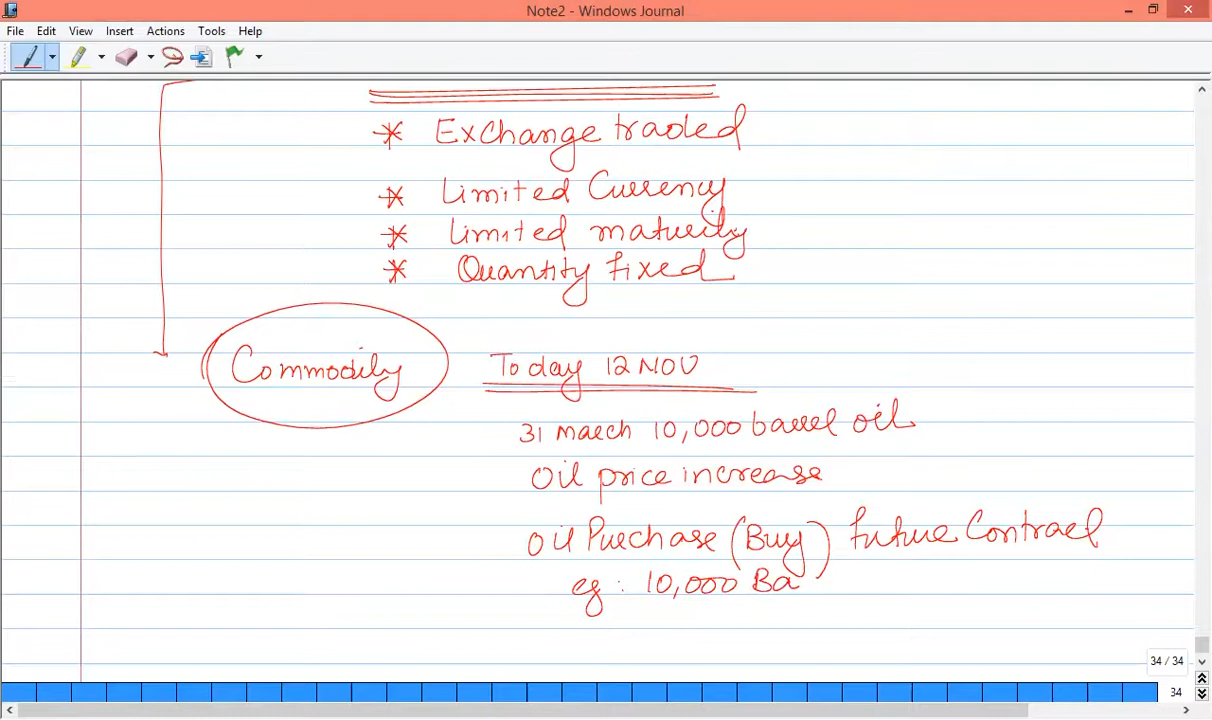 Note2 - Windows Journal
File Edit View Insert Actions Tools Help
* Exchange traded
* Limited Currency
* Limited maturity
* Quantity fixed
Commodity
Today 12 NOV
31 march 10,000 barrel oil
Oil price increase
Oil Purchase (Buy) future Contract
eg: 10,000 Ba
34 / 34
34